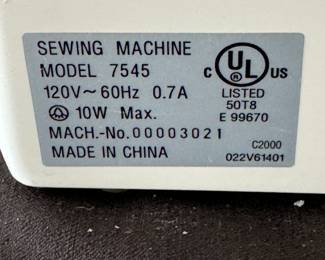 SEWING MACHINE
MODEL 7545
120V~60Hz 0.7A
10W Max.
MACH.-No.00003021
MADE IN CHINA
C UL US
LISTED
50T8
E 99670
C2000
022V61401